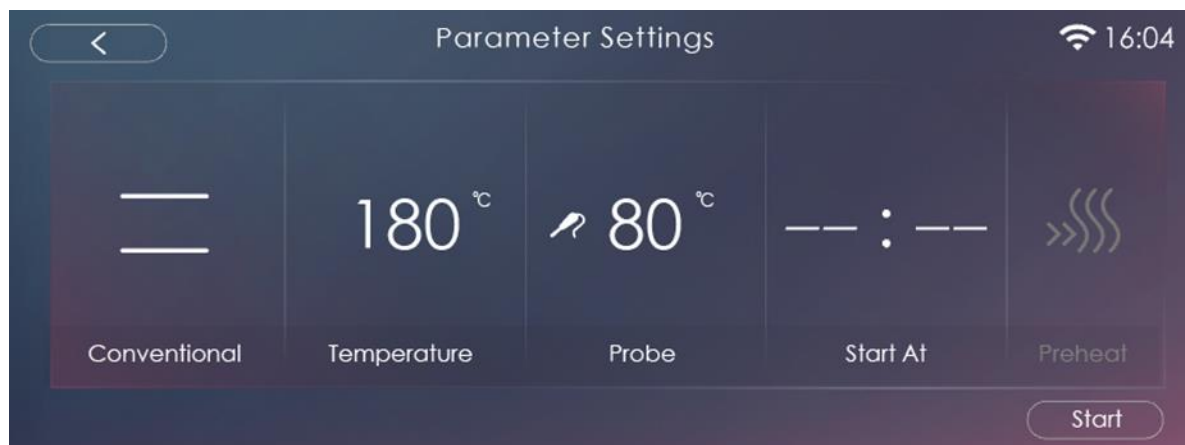 Parameter Settings
16:04
180 °C
80 °C
--:--
Conventional
Temperature
Probe
Start At
Preheat
Start